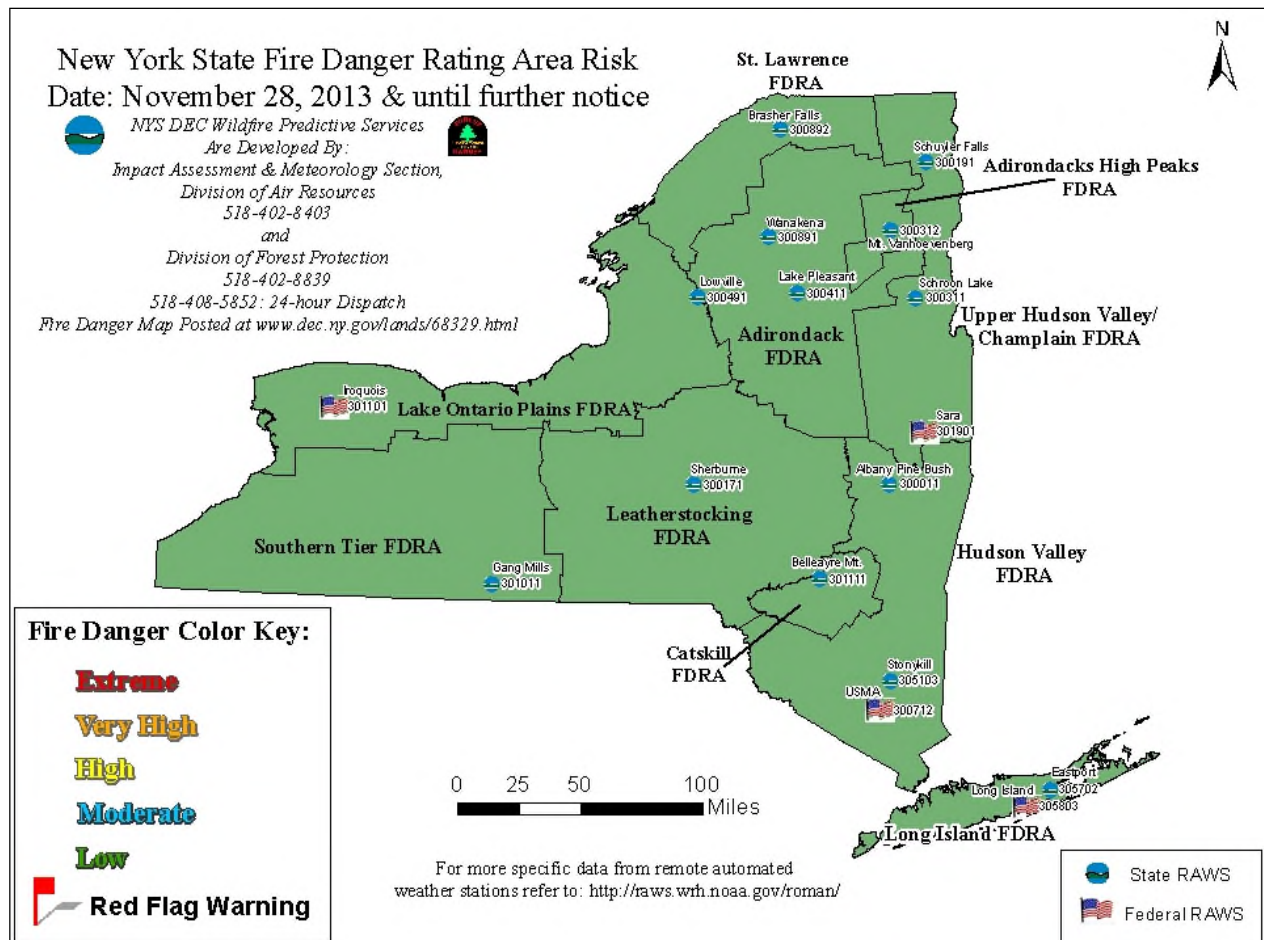 New York State Fire Danger Rating Area Risk
Date: November 28, 2013 & until further notice
NYS DEC Wildfire Predictive Services
Are Developed By:
Impact Assessment & Meteorology Section,
Division of Air Resources
518-402-8403
and
Division of Forest Protection
518-402-8839
518-408-5852: 24-hour Dispatch
Fire Danger Map Posted at www.dec.ny.gov/lands/68329.html
N
St. Lawrence
FDRA
Brasher Falls
300892
Schuyler Falls
300191
Adirondacks High Peaks
FDRA
Wanakena
300891
300312
Mt. Vanhoevenberg
Lowville
300491
Lake Pleasant
300411
Schroon Lake
300311
Upper Hudson Valley/
Champlain FDRA
Adirondack
FDRA
Iroquois
301101
Lake Ontario Plains FDRA
Sara
301901
Sherburne
300171
Albany Pine Bush
300011
Leatherstocking
FDRA
Southern Tier FDRA
Hudson Valley
FDRA
Gang Mills
301011
Belleayre Mt.
301111
Catskill
FDRA
Stonykill
305103
USMA
300712
Eastport
305702
Long Island
305803
Long Island FDRA
Fire Danger Color Key:
Extreme
Very High
High
Moderate
Low
Red Flag Warning
0 25 50 100
Miles
For more specific data from remote automated
weather stations refer to: http://raws.wrh.noaa.gov/roman/
State RAWS
Federal RAWS